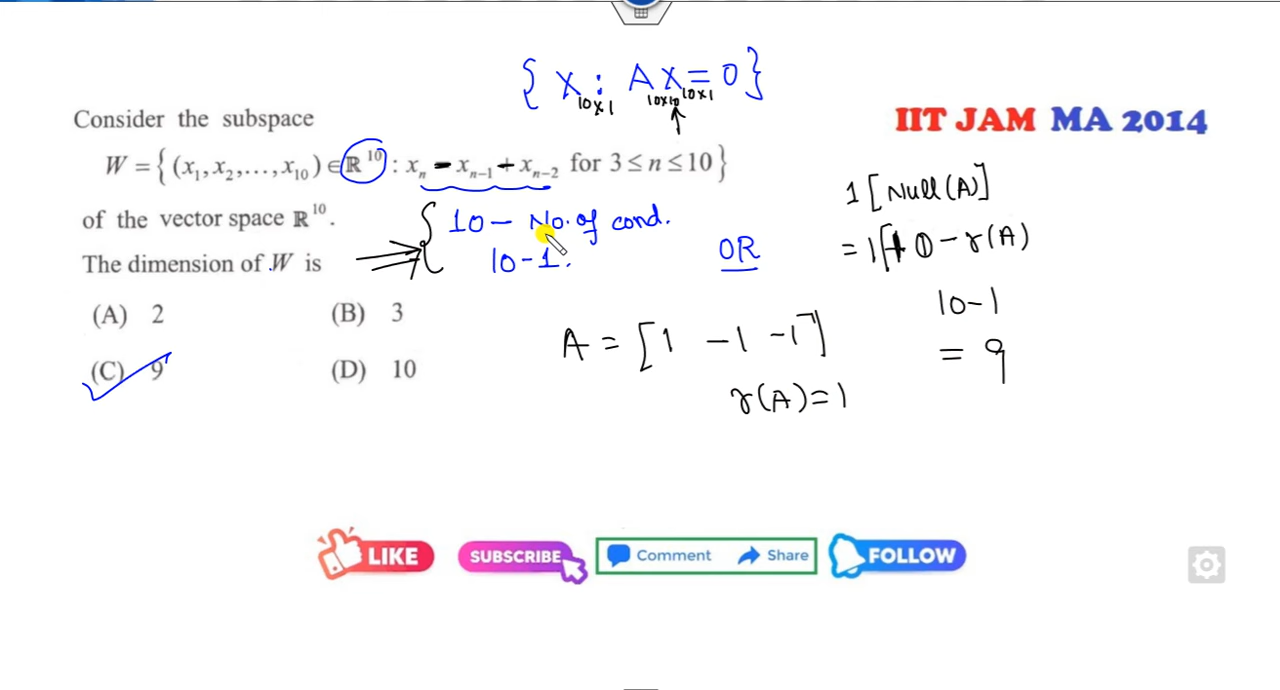 { X : A X = 0 }
10×1 10×10 10×1
Consider the subspace
IIT JAM MA 2014
W = { (x₁, x₂, ..., x₁₀) ∈ ℝ¹⁰ : xₙ - xₙ₋₁ + xₙ₋₂ for 3 ≤ n ≤ 10 }
of the vector space ℝ¹⁰.
The dimension of W is
(A) 2 (B) 3
(C) 9 (D) 10
10 - No. of cond.
10-1.
OR
A = [1 -1 -1]
r(A)=1
1[Null(A)]
= 1[10 - r(A)
10-1
= 9
LIKE
SUBSCRIBE
Comment
Share
FOLLOW